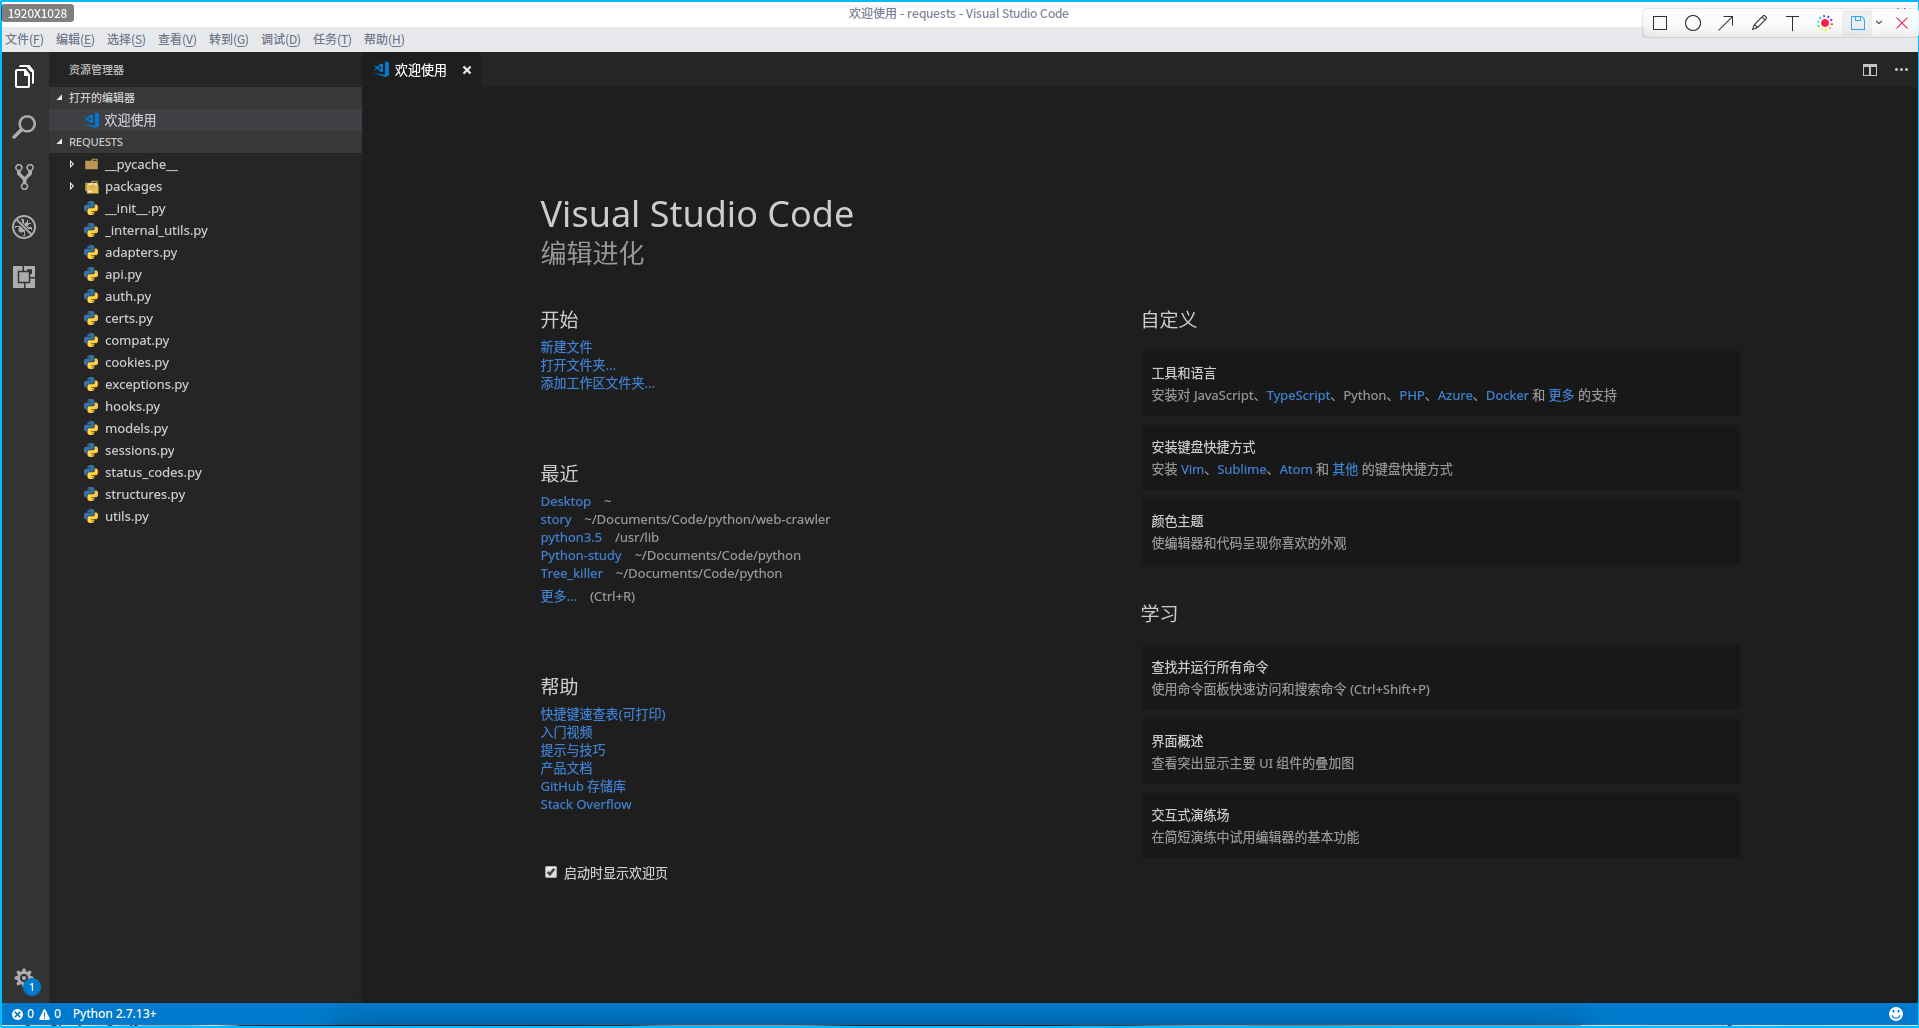 1920X1028
欢迎使用 - requests - Visual Studio Code
文件(F) 编辑(E) 选择(S) 查看(V) 转到(G) 调试(D) 任务(T) 帮助(H)
资源管理器
欢迎使用
打开的编辑器
欢迎使用
REQUESTS
__pycache__
packages
__init__.py
_internal_utils.py
adapters.py
api.py
auth.py
certs.py
compat.py
cookies.py
exceptions.py
hooks.py
models.py
sessions.py
status_codes.py
structures.py
utils.py
Visual Studio Code
编辑进化
开始
新建文件
打开文件夹...
添加工作区文件夹...
最近
Desktop ~
story ~/Documents/Code/python/web-crawler
python3.5 /usr/lib
Python-study ~/Documents/Code/python
Tree_killer ~/Documents/Code/python
更多... (Ctrl+R)
帮助
快捷键速查表(可打印)
入门视频
提示与技巧
产品文档
GitHub 存储库
Stack Overflow
启动时显示欢迎页
自定义
工具和语言
安装对 JavaScript、TypeScript、Python、PHP、Azure、Docker 和 更多 的支持
安装键盘快捷方式
安装 Vim、Sublime、Atom 和 其他 的键盘快捷方式
颜色主题
使编辑器和代码呈现你喜欢的外观
学习
查找并运行所有命令
使用命令面板快速访问和搜索命令 (Ctrl+Shift+P)
界面概述
查看突出显示主要 UI 组件的叠加图
交互式演练场
在简短演练中试用编辑器的基本功能
1
0 0 Python 2.7.13+